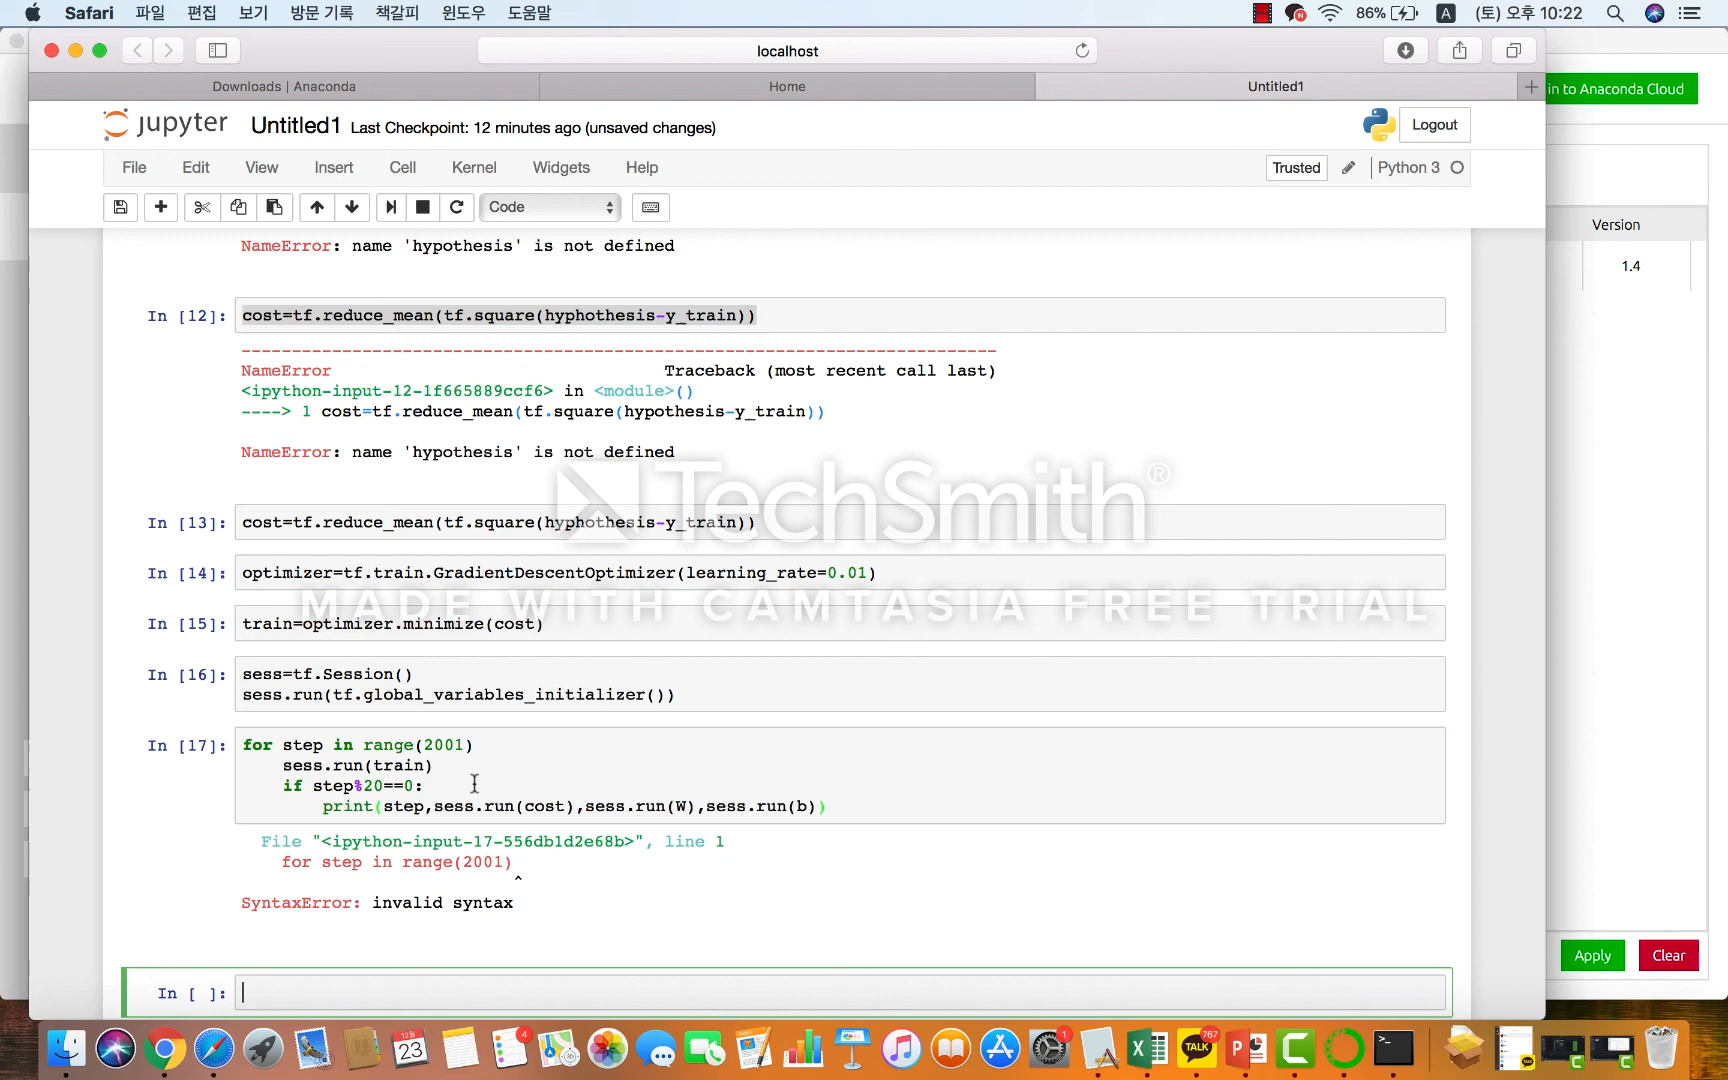 Safari 파일 편집 보기 방문 기록 책갈피 윈도우 도움말 86% A (토) 오후 10:22
localhost
Downloads | Anaconda Home Untitled1
in to Anaconda Cloud
jupyter Untitled1 Last Checkpoint: 12 minutes ago (unsaved changes) Logout
File Edit View Insert Cell Kernel Widgets Help Trusted Python 3
Code
Version
1.4
NameError: name 'hypothesis' is not defined
In [12]: cost=tf.reduce_mean(tf.square(hyphothesis-y_train))
---------------------------------------------------------------------------
NameError Traceback (most recent call last)
<ipython-input-12-1f665889ccf6> in <module>()
----> 1 cost=tf.reduce_mean(tf.square(hypothesis-y_train))
NameError: name 'hypothesis' is not defined
TechSmith®
In [13]: cost=tf.reduce_mean(tf.square(hyphothesis-y_train))
In [14]: optimizer=tf.train.GradientDescentOptimizer(learning_rate=0.01)
MADE WITH CAMTASIA FREE TRIAL
In [15]: train=optimizer.minimize(cost)
In [16]: sess=tf.Session()
sess.run(tf.global_variables_initializer())
In [17]: for step in range(2001)
sess.run(train)
if step%20==0:
print(step,sess.run(cost),sess.run(W),sess.run(b))
File "<ipython-input-17-556db1d2e68b>", line 1
for step in range(2001)
^
SyntaxError: invalid syntax
Apply Clear
In [ ]:
12월 23 4 1 TALK 767